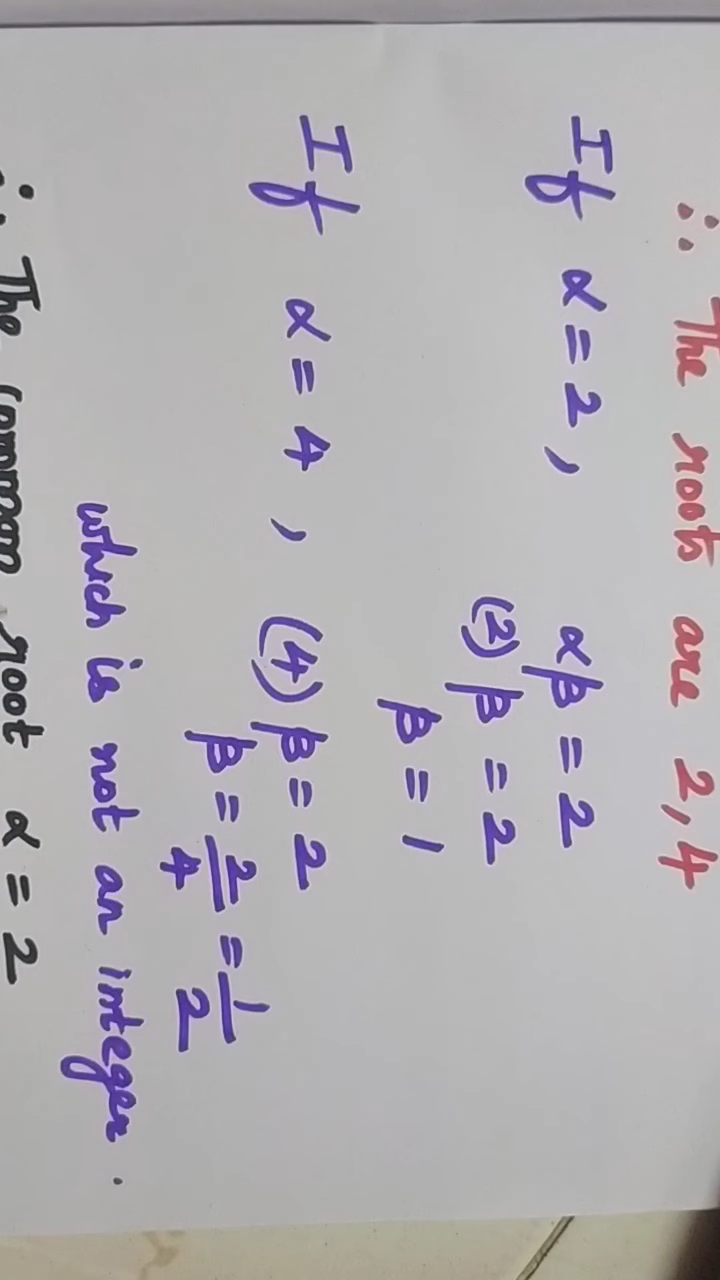 ∴ The roots are 2, 4
If α = 2, αβ = 2
(2)β = 2
β = 1
If α = 4, (4)β = 2
β = 2/4 = 1/2
which is not an integer.
∴ The common root α = 2